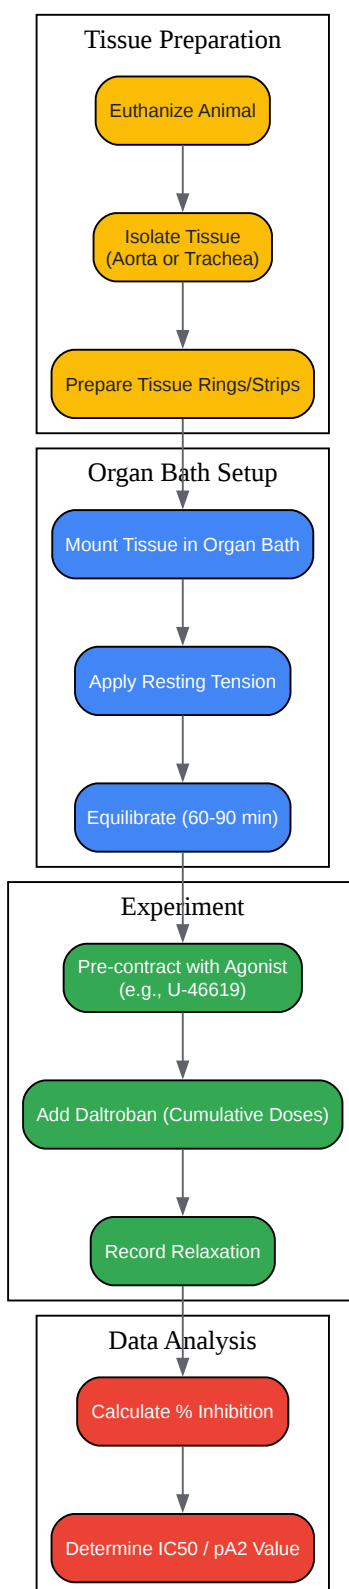 Tissue Preparation
Euthanize Animal
Isolate Tissue
(Aorta or Trachea)
Prepare Tissue Rings/Strips
Organ Bath Setup
Mount Tissue in Organ Bath
Apply Resting Tension
Equilibrate (60-90 min)
Experiment
Pre-contract with Agonist
(e.g., U-46619)
Add Daltroban (Cumulative Doses)
Record Relaxation
Data Analysis
Calculate % Inhibition
Determine IC50 / pA2 Value